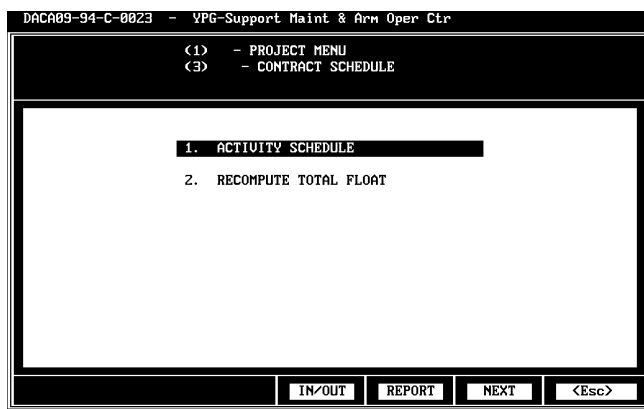 DACA09-94-C-0023 - YPG-Support Maint & Arm Oper Ctr
(1) - PROJECT MENU
(3) - CONTRACT SCHEDULE
1. ACTIVITY SCHEDULE
2. RECOMPUTE TOTAL FLOAT
IN/OUT REPORT NEXT <Esc>